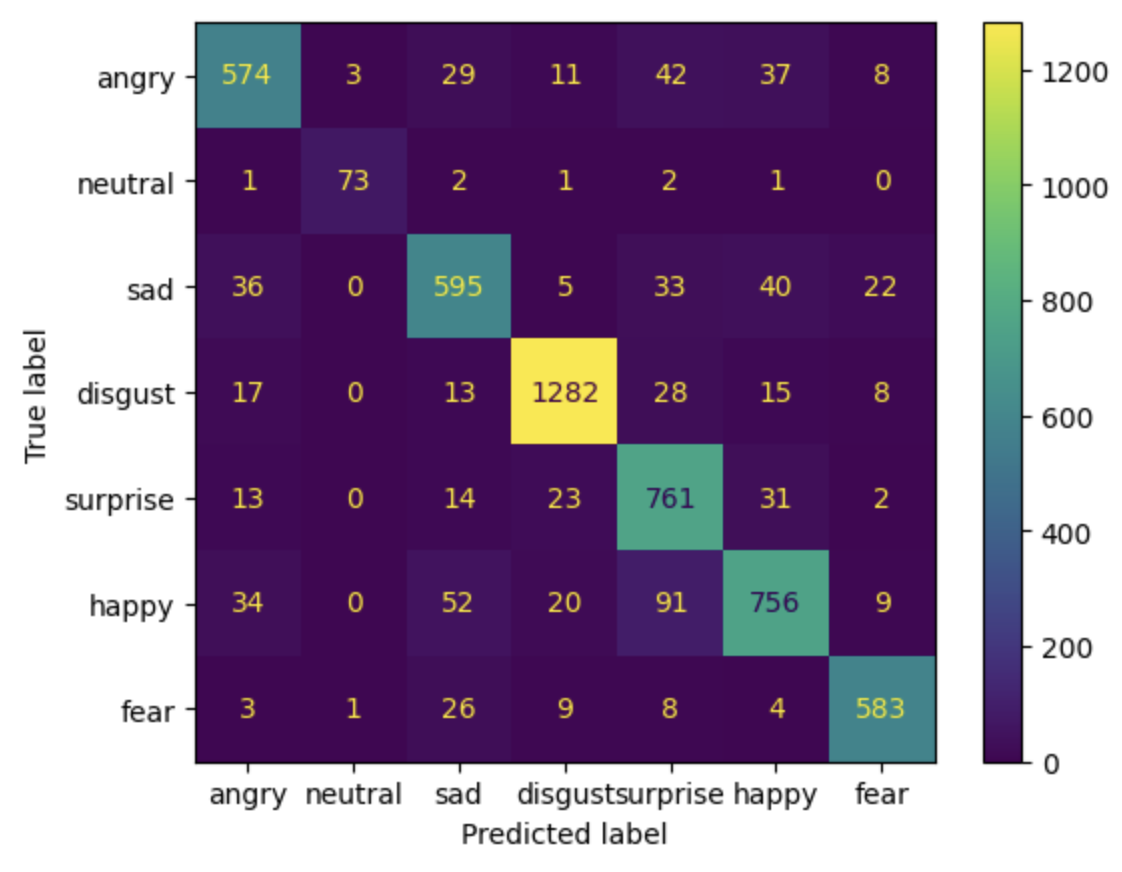 angry 574 3 29 11 42 37 8
neutral 1 73 2 1 2 1 0
sad 36 0 595 5 33 40 22
disgust 17 0 13 1282 28 15 8
surprise 13 0 14 23 761 31 2
happy 34 0 52 20 91 756 9
fear 3 1 26 9 8 4 583
angry neutral sad disgust surprise happy fear
Predicted label
True label
1200
1000
800
600
400
200
0